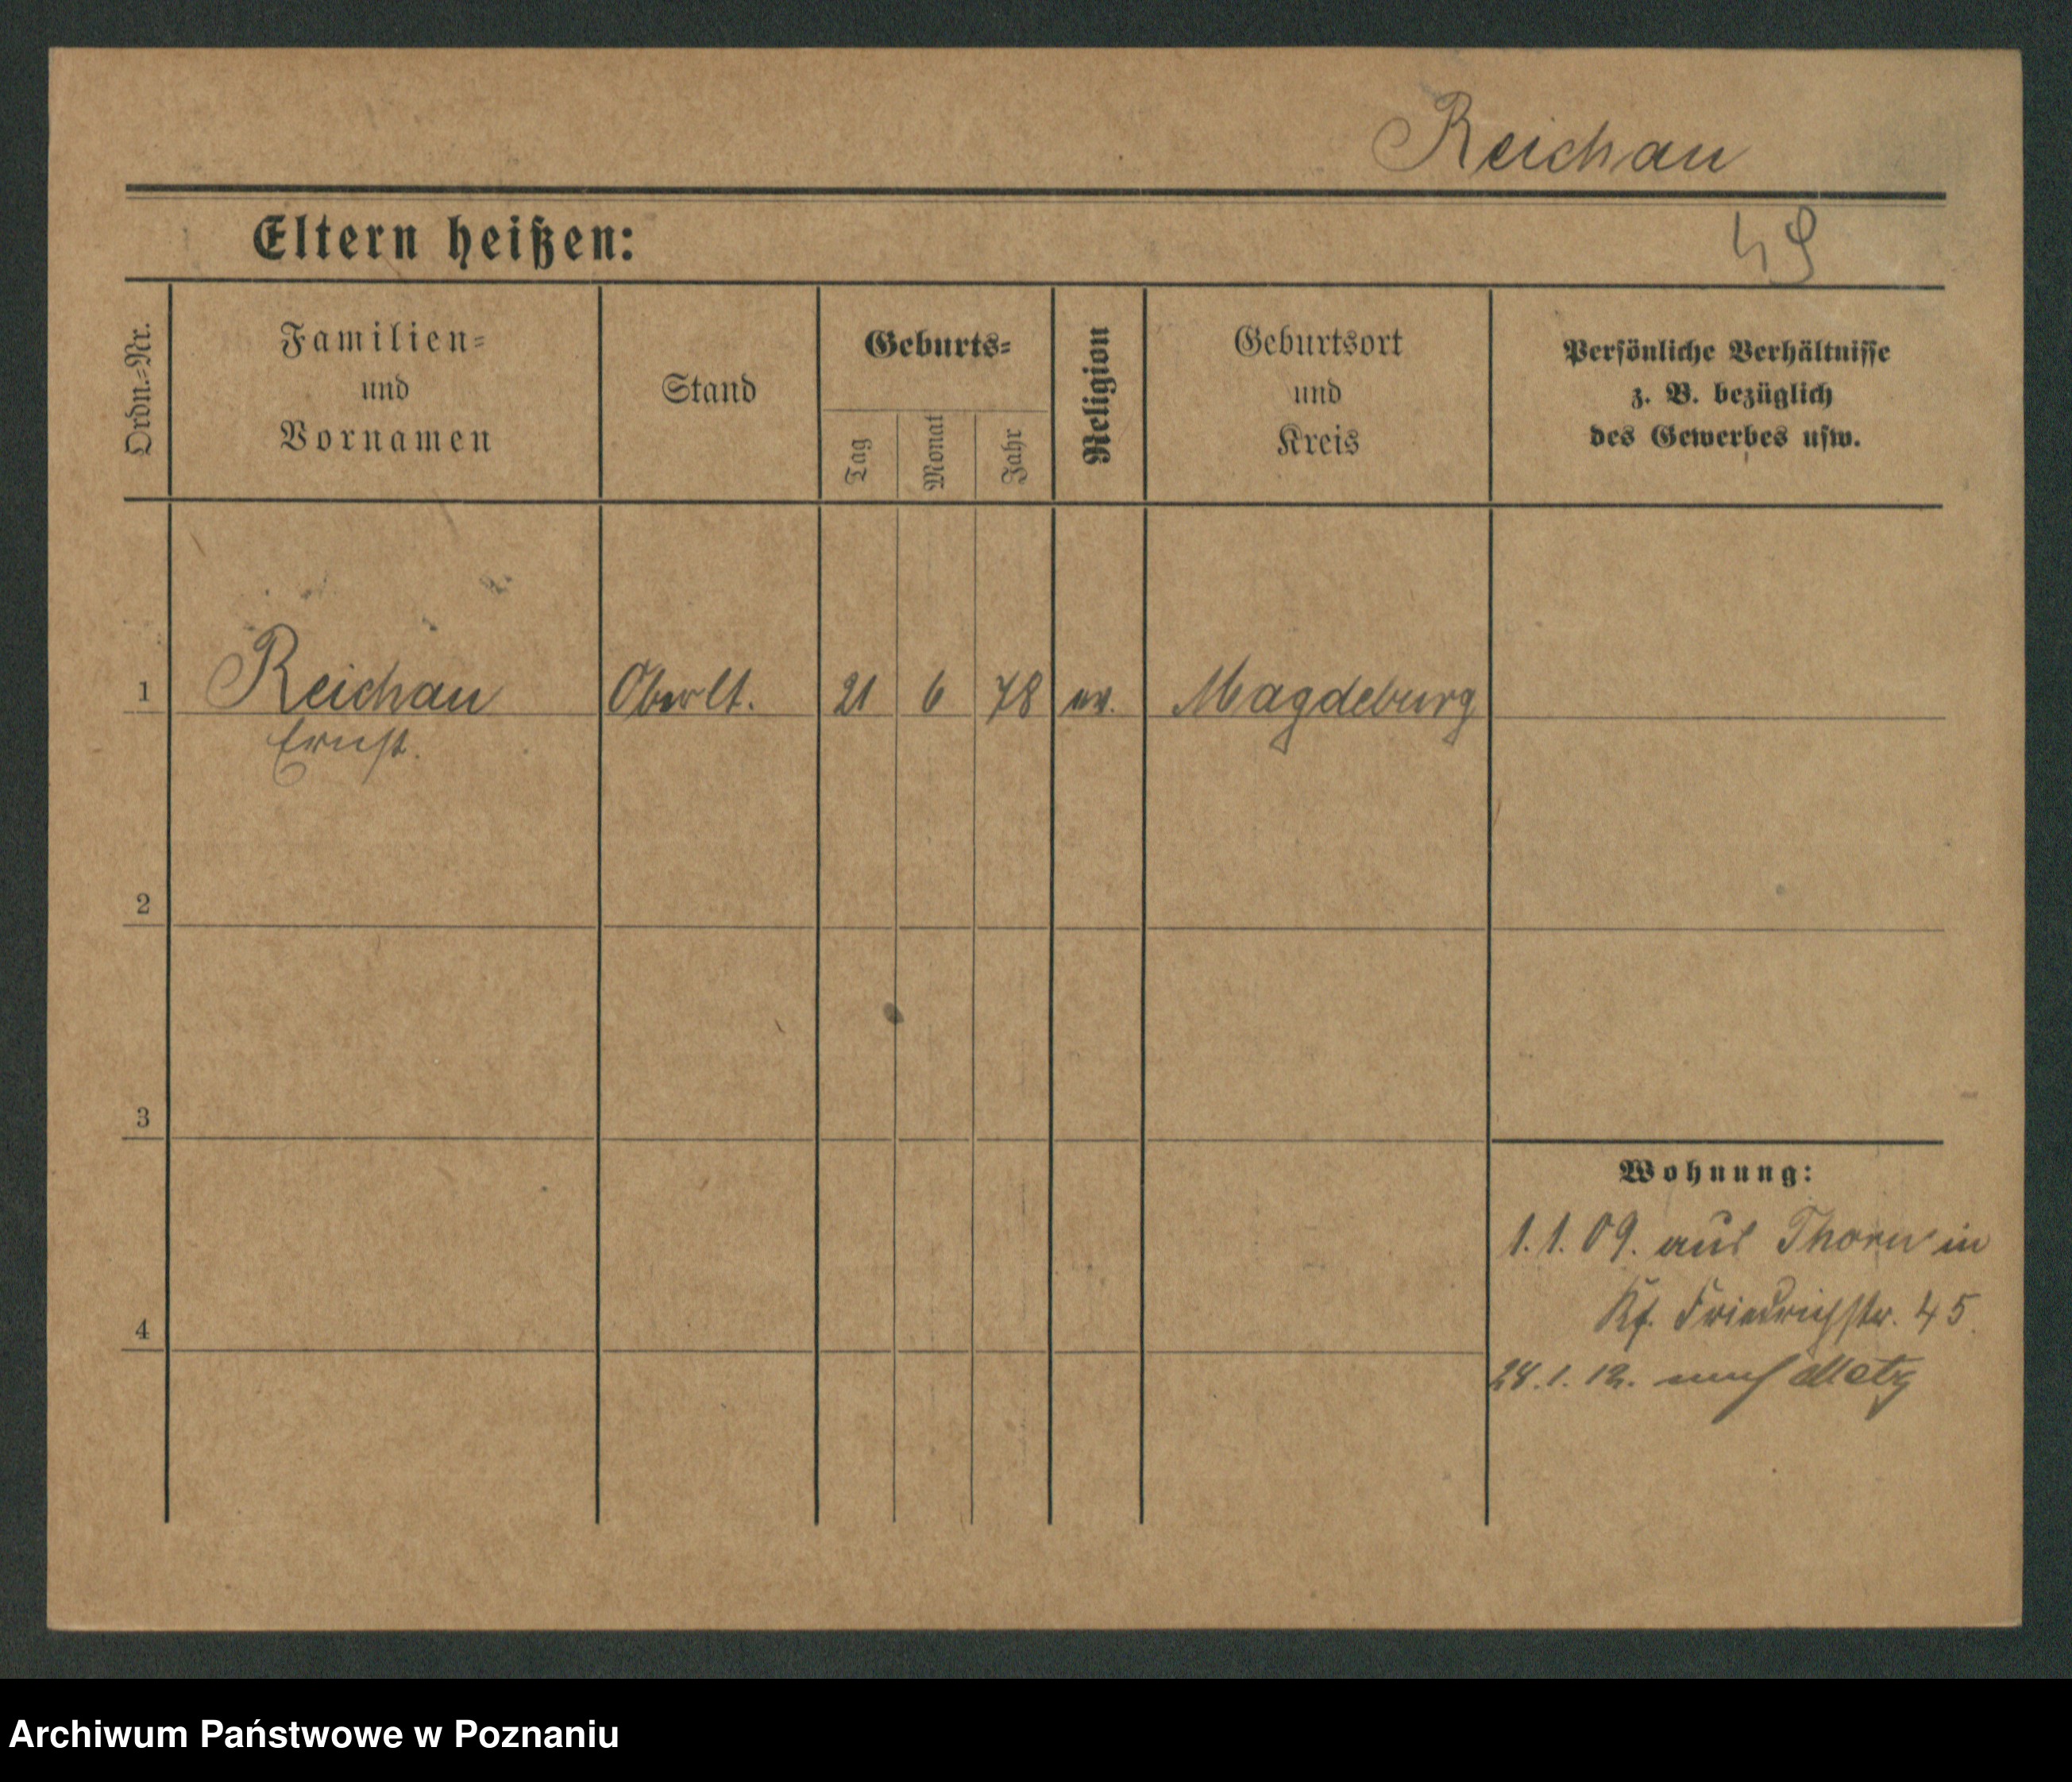 Reichau
49
Eltern heißen:
Ordn.-Nr.
Familien-
und
Vornamen
Stand
Geburts-
Tag
Monat
Jahr
Religion
Geburtsort
und
Kreis
Persönliche Verhältnisse
z. B. bezüglich
des Gewerbes usw.
1
Reichau
Ernst.
Oberlt.
21
6
78
ev.
Magdeburg
2
3
4
Wohnung:
1. 1. 09. aus Thorn in
Friedrichstr. 45.
1. 12. nach Metz
Archiwum Państwowe w Poznaniu